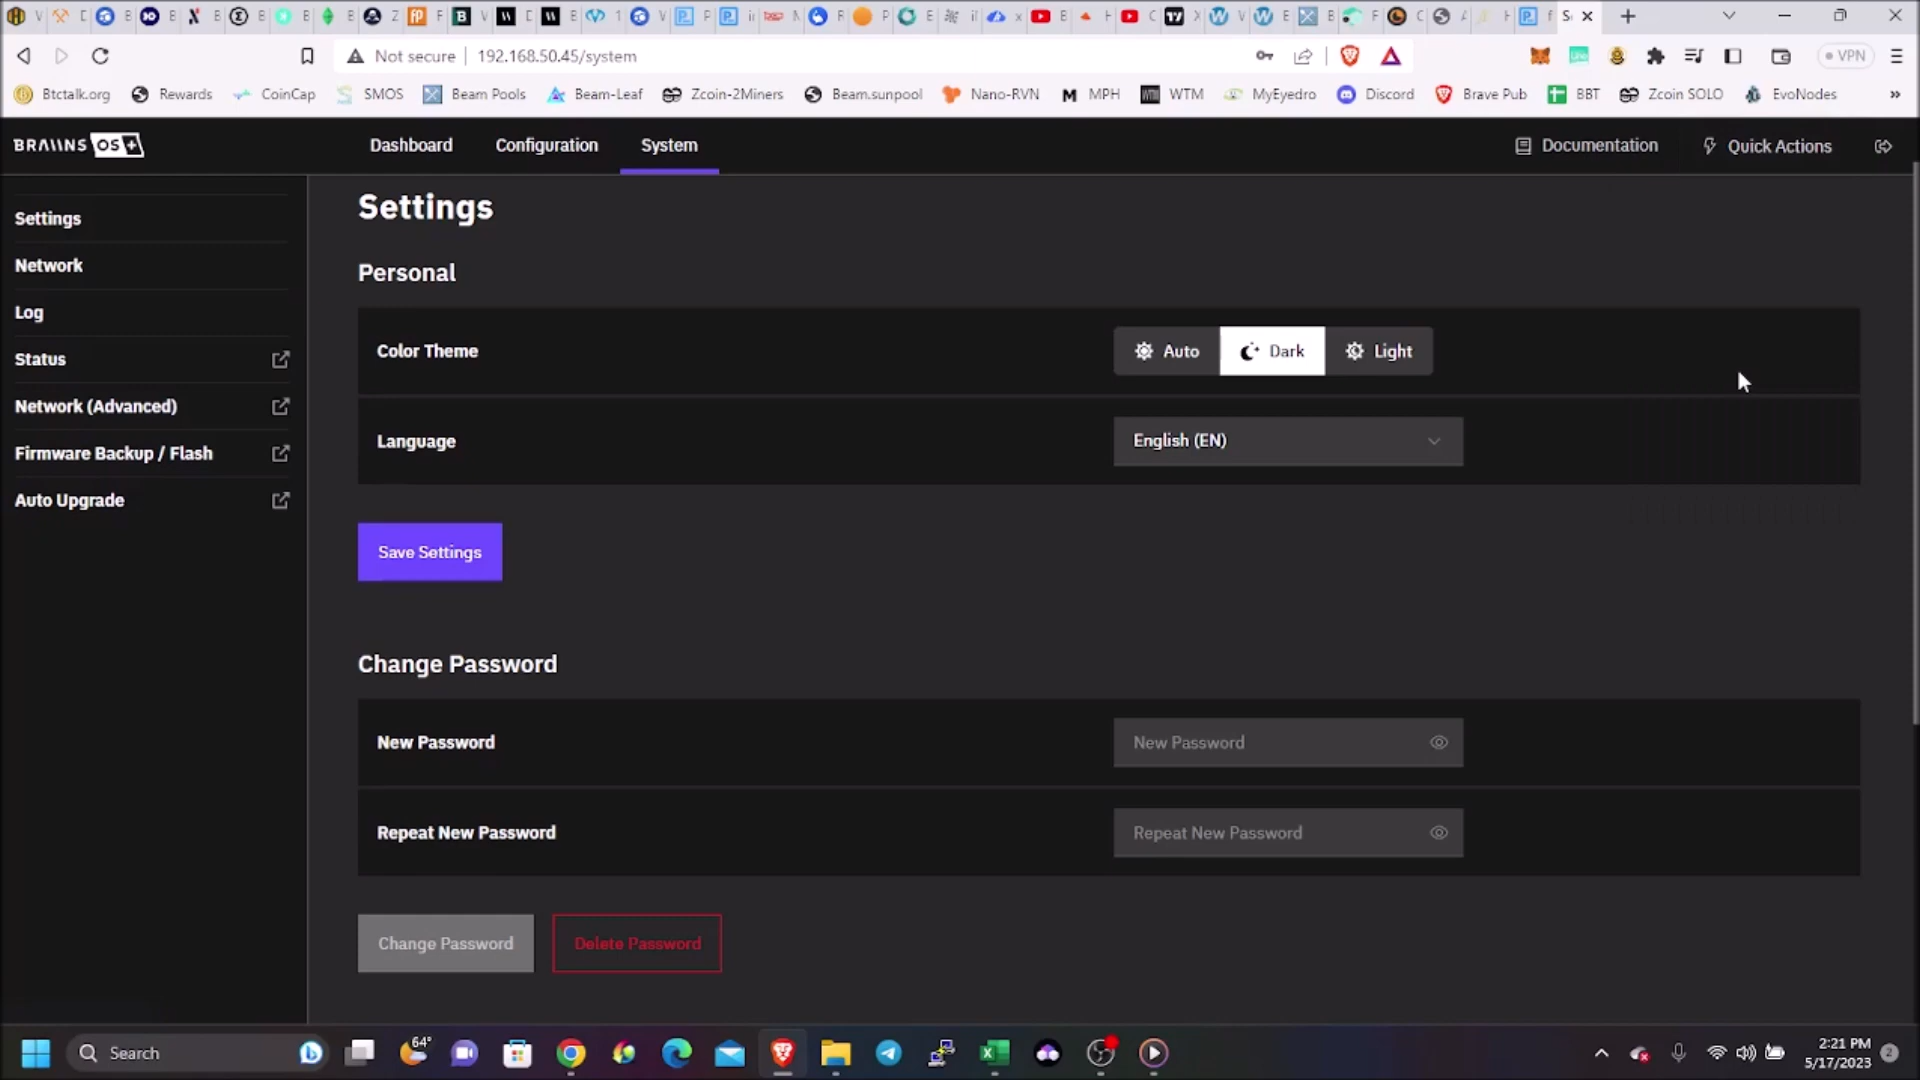 Not secure
192.168.50.45/system
VPN
Btctalk.org
Rewards
CoinCap
SMOS
Beam Pools
Beam-Leaf
Zcoin-2Miners
Beam.sunpool
Nano-RVN
MPH
WTM
MyEyedro
Discord
Brave Pub
BBT
Zcoin SOLO
EvoNodes
BRAIINS OS+
Dashboard
Configuration
System
Documentation
Quick Actions
Settings
Network
Log
Status
Network (Advanced)
Firmware Backup / Flash
Auto Upgrade
Settings
Personal
Color Theme
Auto
Dark
Light
Language
English (EN)
Save Settings
Change Password
New Password
New Password
Repeat New Password
Repeat New Password
Change Password
Delete Password
Search
64°
2:21 PM
5/17/2023
2